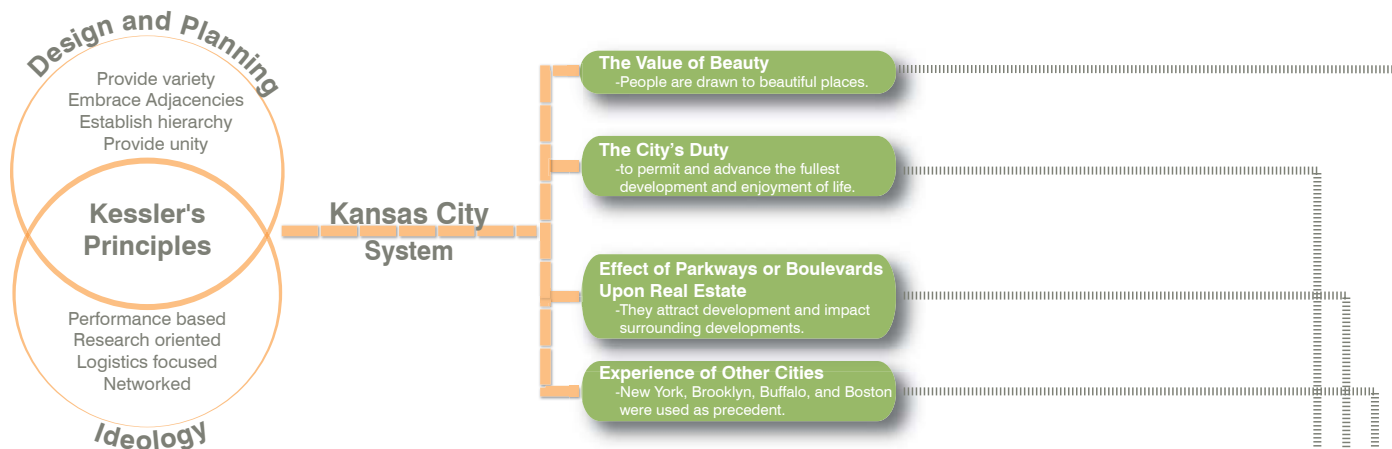 Design and Planning
Provide variety
Embrace Adjacencies
Establish hierarchy
Provide unity
Kessler's
Principles
Performance based
Research oriented
Logistics focused
Networked
Ideology
Kansas City
System
The Value of Beauty
-People are drawn to beautiful places.
The City’s Duty
-to permit and advance the fullest
development and enjoyment of life.
Effect of Parkways or Boulevards
Upon Real Estate
-They attract development and impact
surrounding developments.
Experience of Other Cities
-New York, Brooklyn, Buffalo, and Boston
were used as precedent.